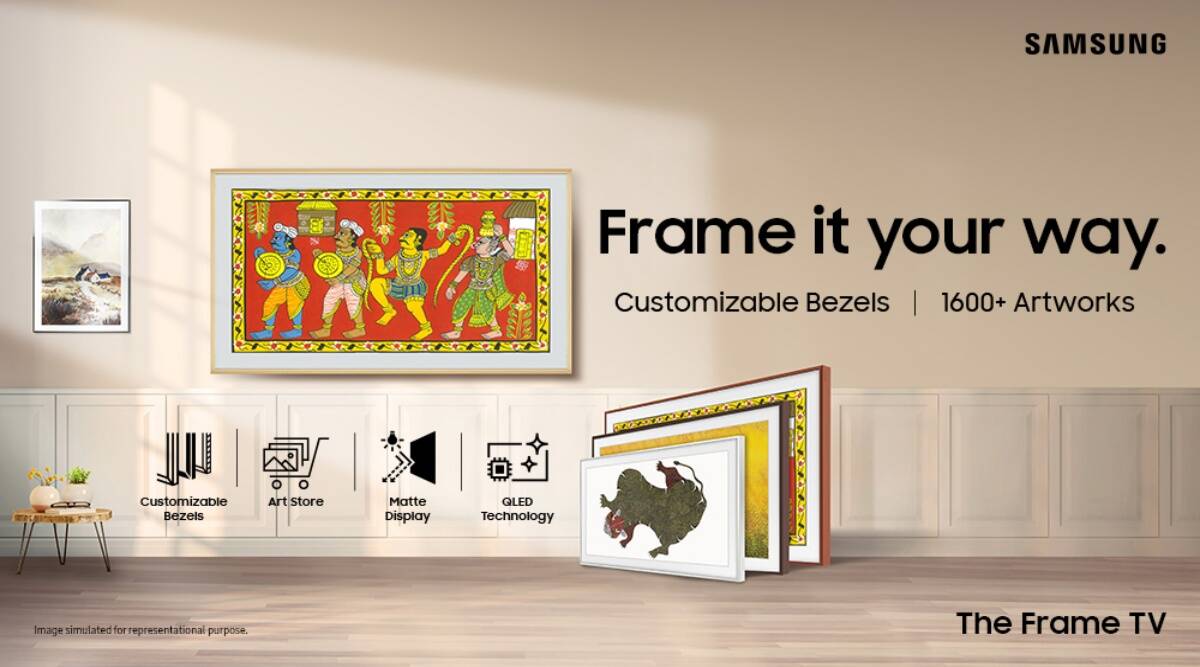 SAMSUNG
Frame it your way.
Customizable Bezels | 1600+ Artworks
Customizable
Bezels
Art Store
Matte
Display
QLED
Technology
Image simulated for representational purpose.
The Frame TV